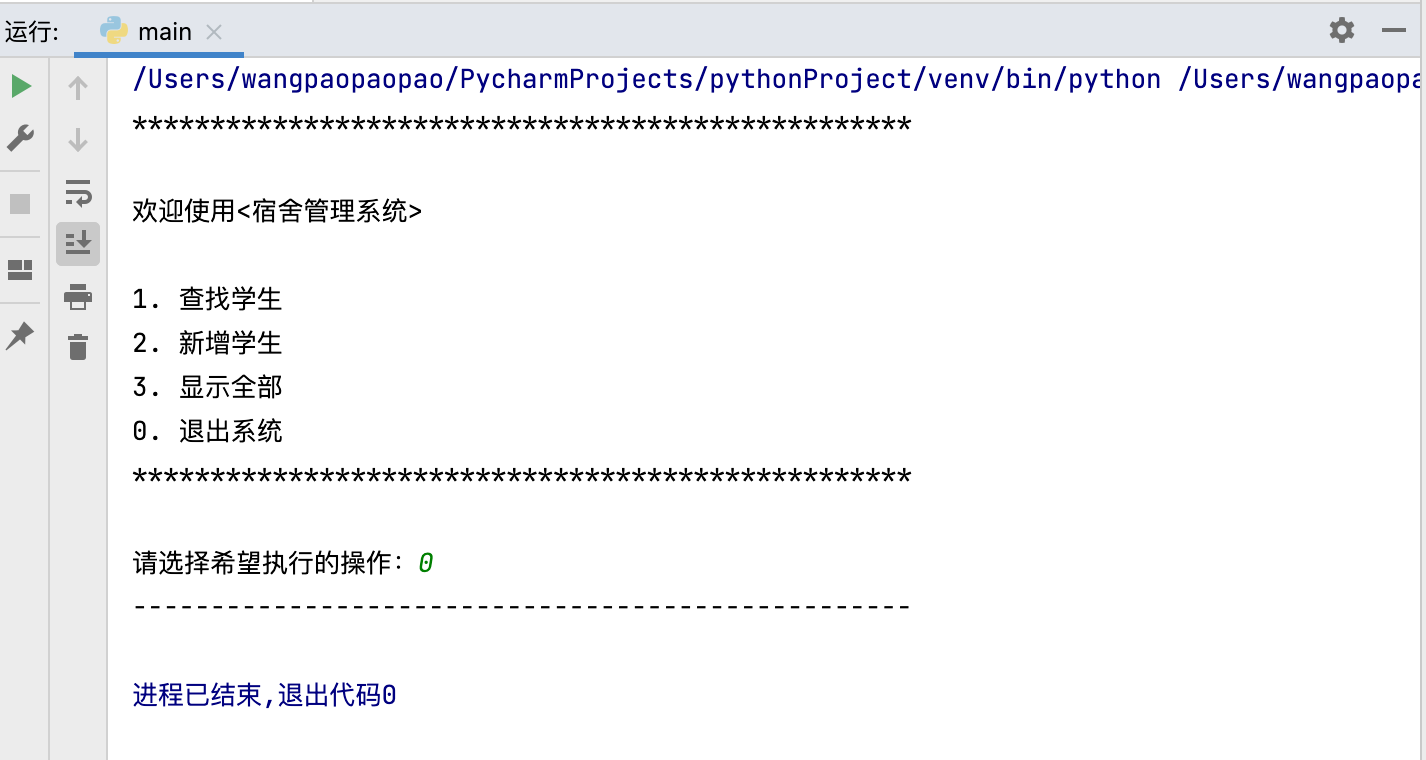 运行: main
/Users/wangpaopaopao/PycharmProjects/pythonProject/venv/bin/python /Users/wangpaopa
**************************************************
欢迎使用<宿舍管理系统>
1. 查找学生
2. 新增学生
3. 显示全部
0. 退出系统
**************************************************
请选择希望执行的操作：0
--------------------------------------------------
进程已结束,退出代码0